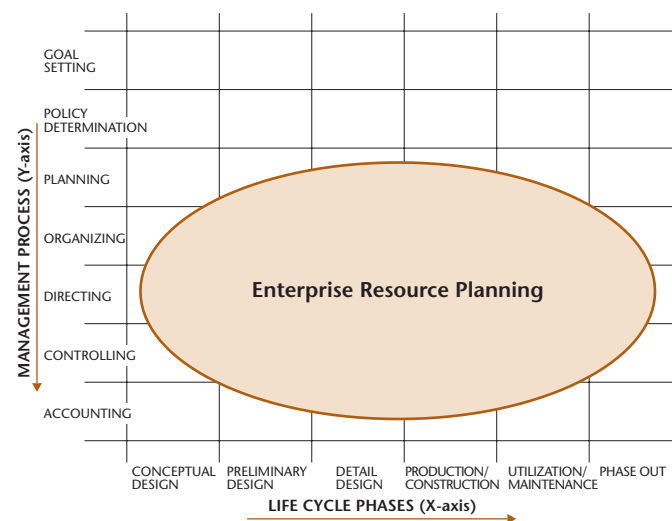 GOAL
SETTING
POLICY
DETERMINATION
PLANNING
ORGANIZING
DIRECTING
CONTROLLING
ACCOUNTING
MANAGEMENT PROCESS (Y-axis)
Enterprise Resource Planning
CONCEPTUAL
DESIGN
PRELIMINARY
DESIGN
DETAIL
DESIGN
PRODUCTION/
CONSTRUCTION
UTILIZATION/
MAINTENANCE
PHASE OUT
LIFE CYCLE PHASES (X-axis)